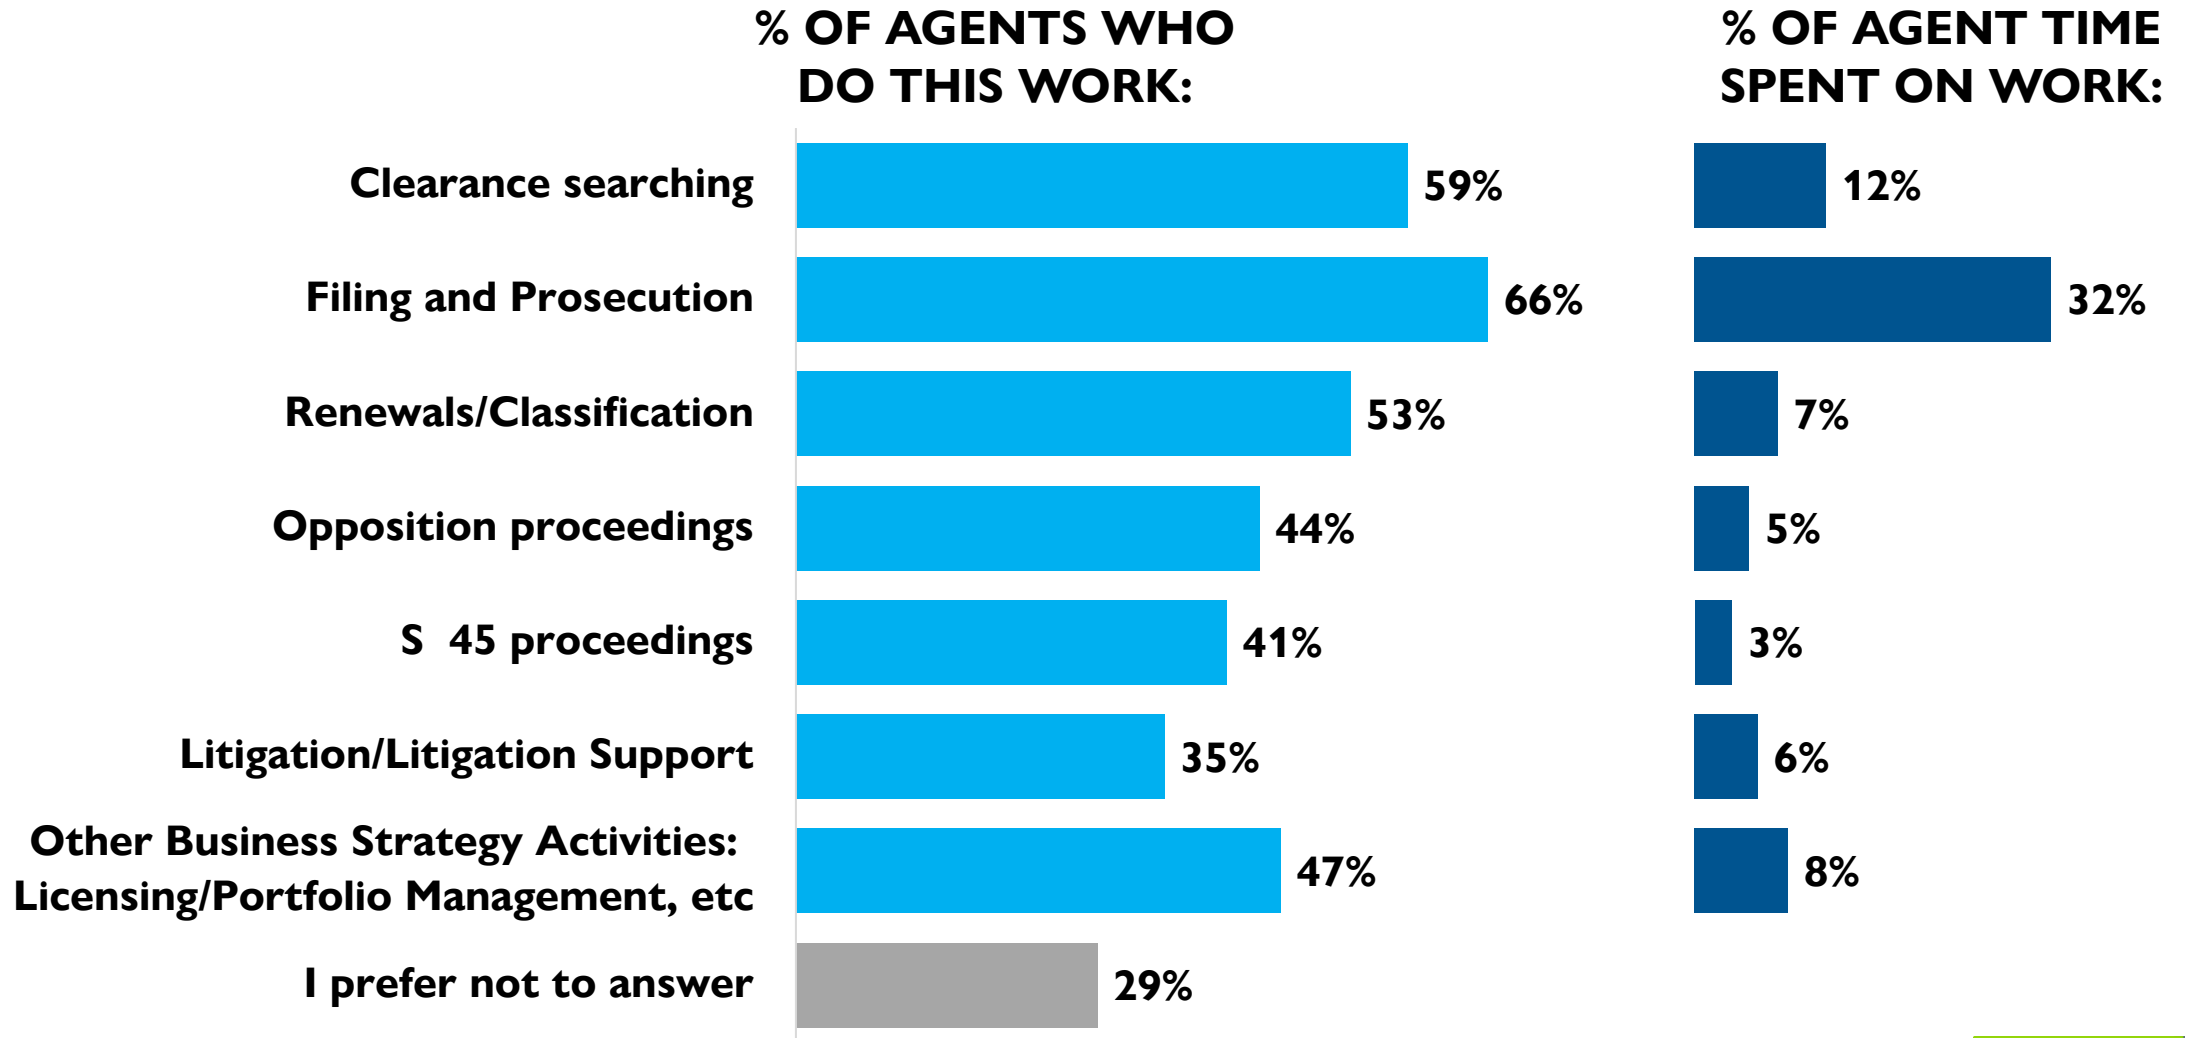 % OF AGENTS WHO
DO THIS WORK:
% OF AGENT TIME
SPENT ON WORK:
Clearance searching 59% 12%
Filing and Prosecution 66% 32%
Renewals/Classification 53% 7%
Opposition proceedings 44% 5%
S 45 proceedings 41% 3%
Litigation/Litigation Support 35% 6%
Other Business Strategy Activities:
Licensing/Portfolio Management, etc 47% 8%
I prefer not to answer 29%